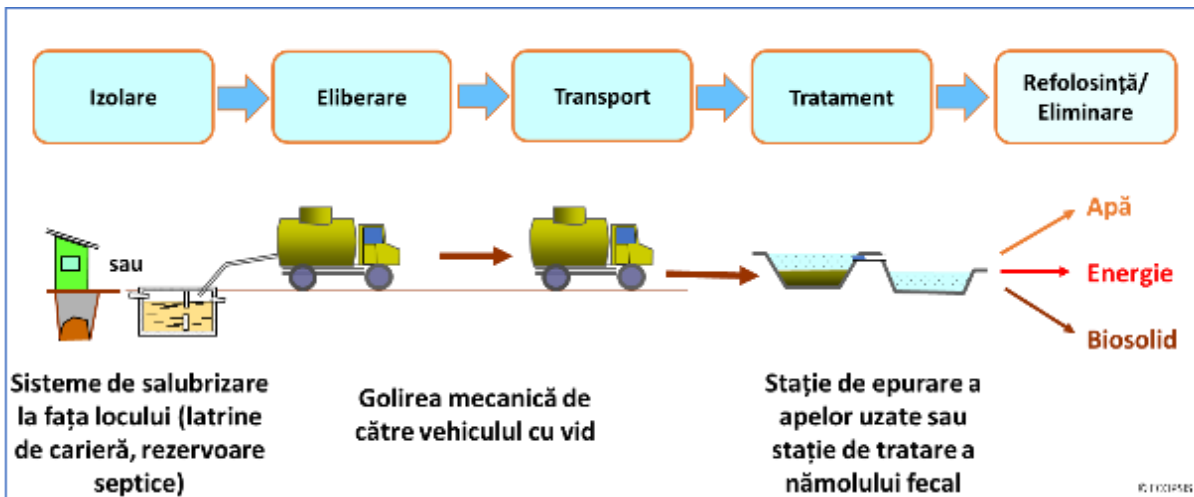 Izolare
Eliberare
Transport
Tratament
Refolosință/
Eliminare
sau
Apă
Energie
Biosolid
Sisteme de salubrizare
la fața locului (latrine
de carieră, rezervoare
septice)
Golirea mecanică de
către vehiculul cu vid
Stație de epurare a
apelor uzate sau
stație de tratare a
nămolului fecal